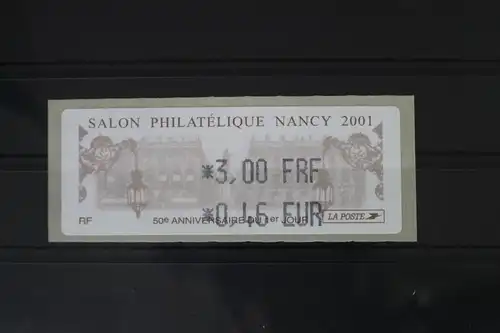 SALON PHILATÉLIQUE NANCY 2001
*3,00 FRF
*0,46 EUR
RF 50e ANNIVERSAIRE DU 1er JOUR LA POSTE